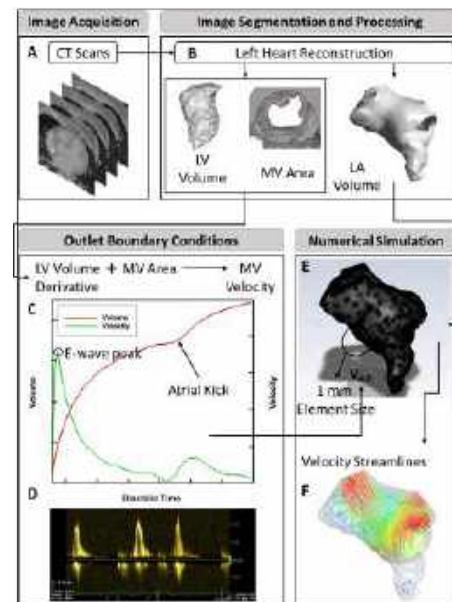 Image Acquisition
Image Segmentation and Processing
A
CT Scans
B
Left Heart Reconstruction
LV
Volume
MV Area
LA
Volume
Outlet Boundary Conditions
Numerical Simulation
LV Volume + MV Area
MV
Derivative
Velocity
C
Volume
Velocity
E-wave peak
Atrial Kick
Volume
Velocity
Diastolic Time
D
E
1 mm
Element Size
Velocity Streamlines
F